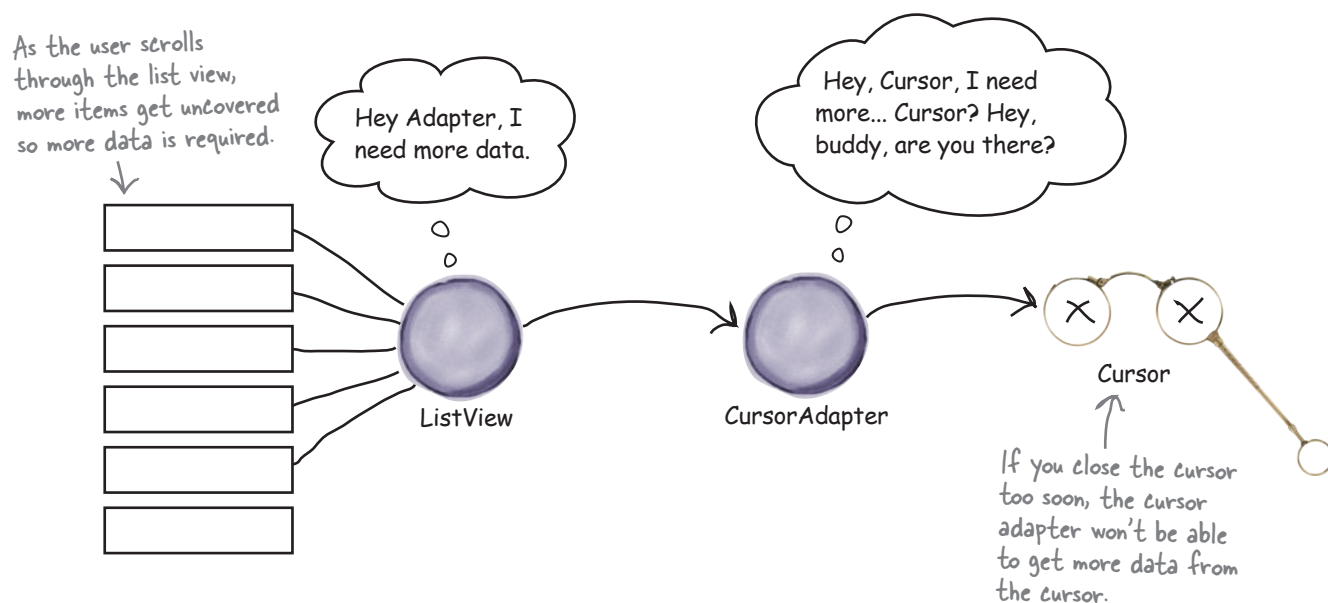 As the user scrolls
through the list view,
more items get uncovered
so more data is required.
Hey Adapter, I
need more data.
Hey, Cursor, I need
more... Cursor? Hey,
buddy, are you there?
ListView
CursorAdapter
Cursor
If you close the cursor
too soon, the cursor
adapter won't be able
to get more data from
the cursor.